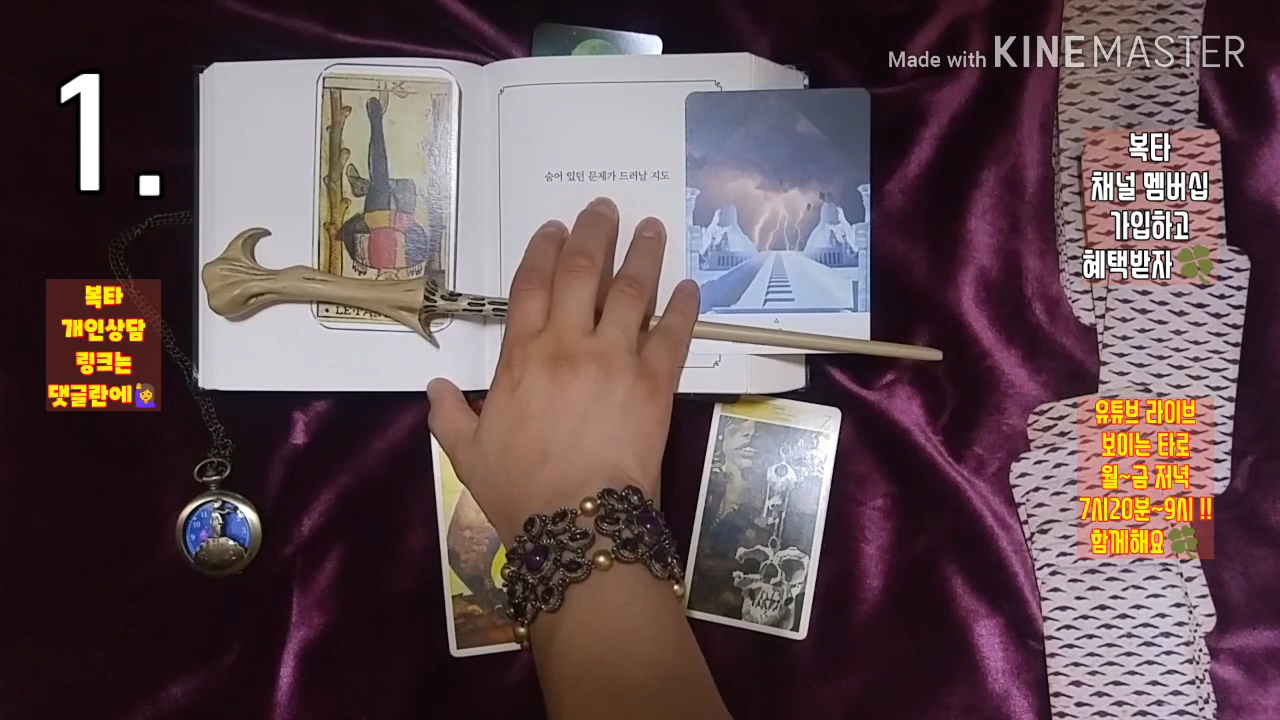 1.
Made with KINEMASTER
숨어 있던 문제가 드러날 지도
복타
채널 멤버십
가입하고
혜택받자
복타
개인상담
링크는
댓글란에
유튜브 라이브
보이는 타로
월~금 저녁
7시20분~9시 !!
함께해요
7